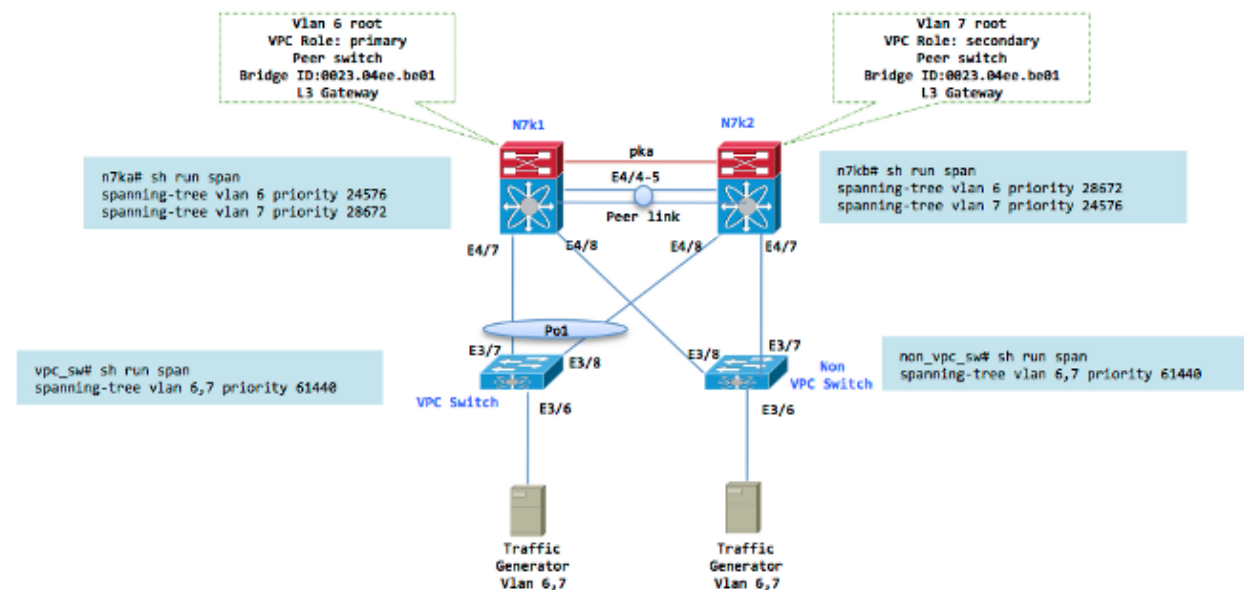 Vlan 6 root
VPC Role: primary
Peer switch
Bridge ID:0023.04ee.be01
L3 Gateway
Vlan 7 root
VPC Role: secondary
Peer switch
Bridge ID:0023.04ee.be01
L3 Gateway
N7k1
N7k2
pka
E4/4-5
Peer link
n7ka# sh run span
spanning-tree vlan 6 priority 24576
spanning-tree vlan 7 priority 28672
n7kb# sh run span
spanning-tree vlan 6 priority 28672
spanning-tree vlan 7 priority 24576
E4/7
E4/8
E4/8
E4/7
Po1
E3/7
E3/8
E3/8
E3/7
vpc_sw# sh run span
spanning-tree vlan 6,7 priority 61440
non_vpc_sw# sh run span
spanning-tree vlan 6,7 priority 61440
VPC Switch
Non
VPC Switch
E3/6
E3/6
Traffic
Generator
Vlan 6,7
Traffic
Generator
Vlan 6,7